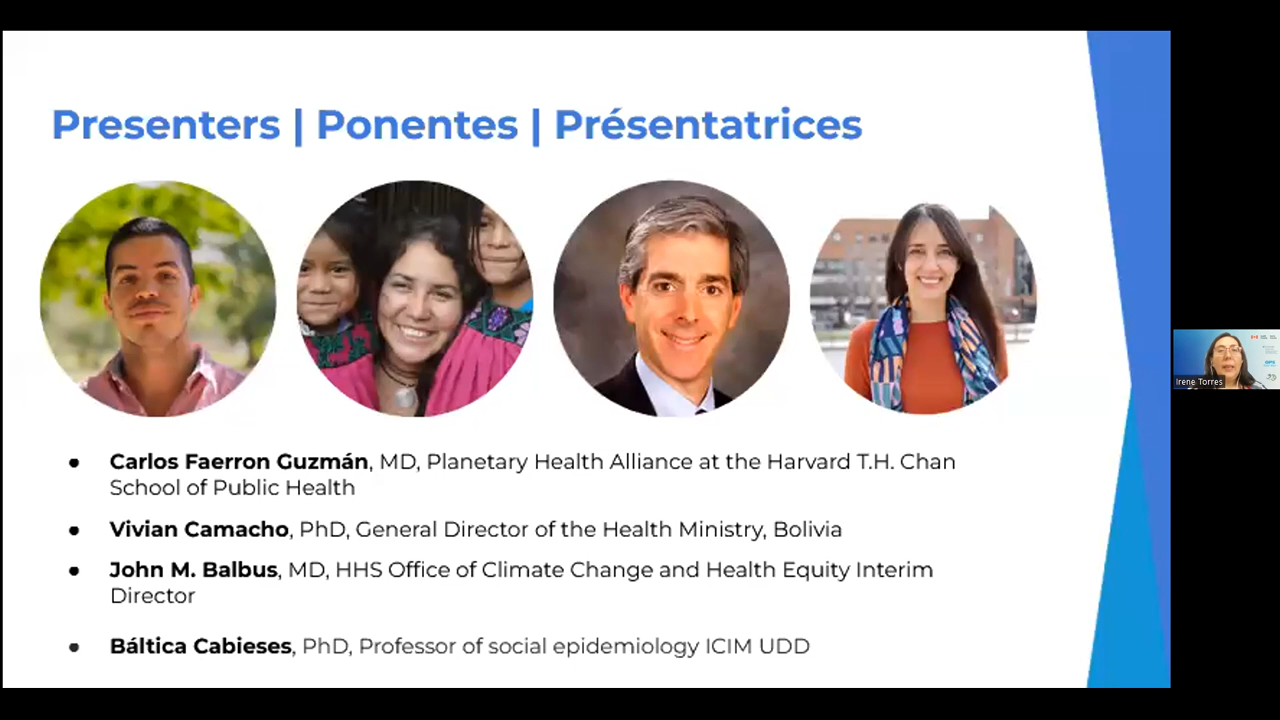 Presenters | Ponentes | Présentatrices
Carlos Faerron Guzmán, MD, Planetary Health Alliance at the Harvard T.H. Chan
School of Public Health
Vivian Camacho, PhD, General Director of the Health Ministry, Bolivia
John M. Balbus, MD, HHS Office of Climate Change and Health Equity Interim
Director
Báltica Cabieses, PhD, Professor of social epidemiology ICIM UDD
Irene Torres